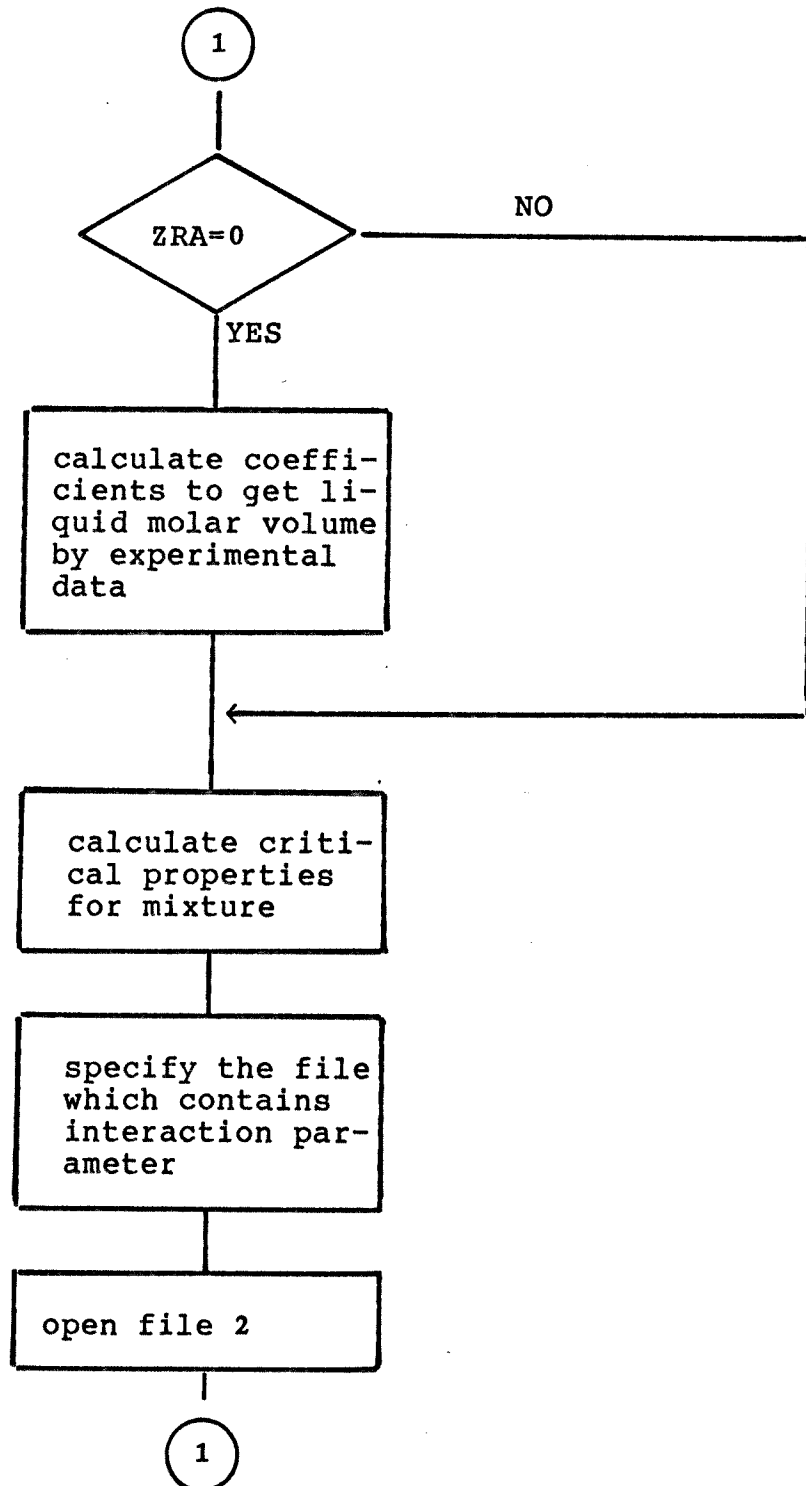 1
ZRA=0
NO
YES
calculate coeffi-
cients to get li-
quid molar volume
by experimental
data
calculate criti-
cal properties
for mixture
specify the file
which contains
interaction par-
ameter
open file 2
1